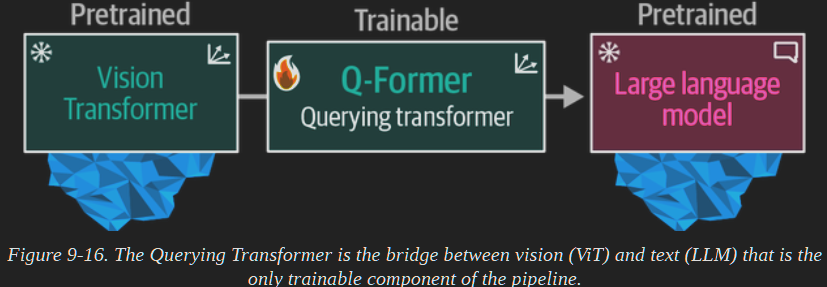 Pretrained
Trainable
Pretrained
Vision
Transformer
Q-Former
Querying transformer
Large language
model
Figure 9-16. The Querying Transformer is the bridge between vision (ViT) and text (LLM) that is the
only trainable component of the pipeline.